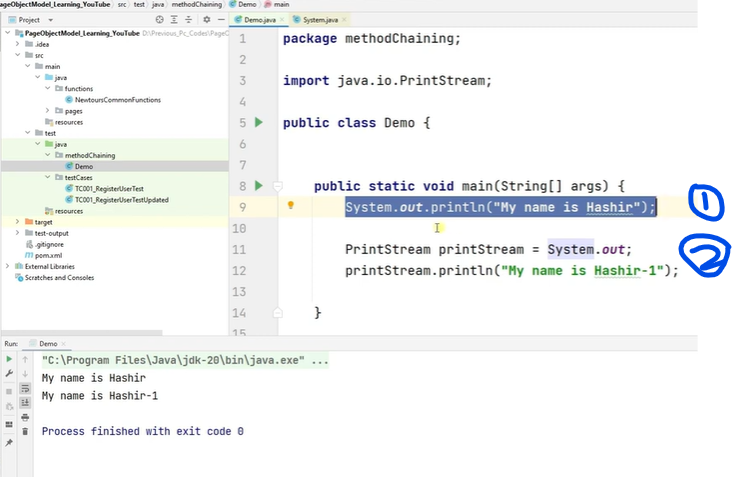 PageObjectModel_Learning_YouTube src test java methodChaining Demo main
Project
Demo.java System.java
PageObjectModel_Learning_YouTube D:\Previous_Pc_Codes\PageO
.idea
src
main
java
functions
NewtoursCommonFunctions
pages
resources
test
java
methodChaining
Demo
testCases
TC001_RegisterUserTest
TC001_RegisterUserTestUpdated
resources
target
test-output
.gitignore
pom.xml
External Libraries
Scratches and Consoles
1 package methodChaining;
2
3 import java.io.PrintStream;
4
5 public class Demo {
6
7
8 public static void main(String[] args) {
9 System.out.println("My name is Hashir"); 1
10
11 PrintStream printStream = System.out; 2
12 printStream.println("My name is Hashir-1");
13
14 }
15
Run: Demo
"C:\Program Files\Java\jdk-20\bin\java.exe" ...
My name is Hashir
My name is Hashir-1
Process finished with exit code 0